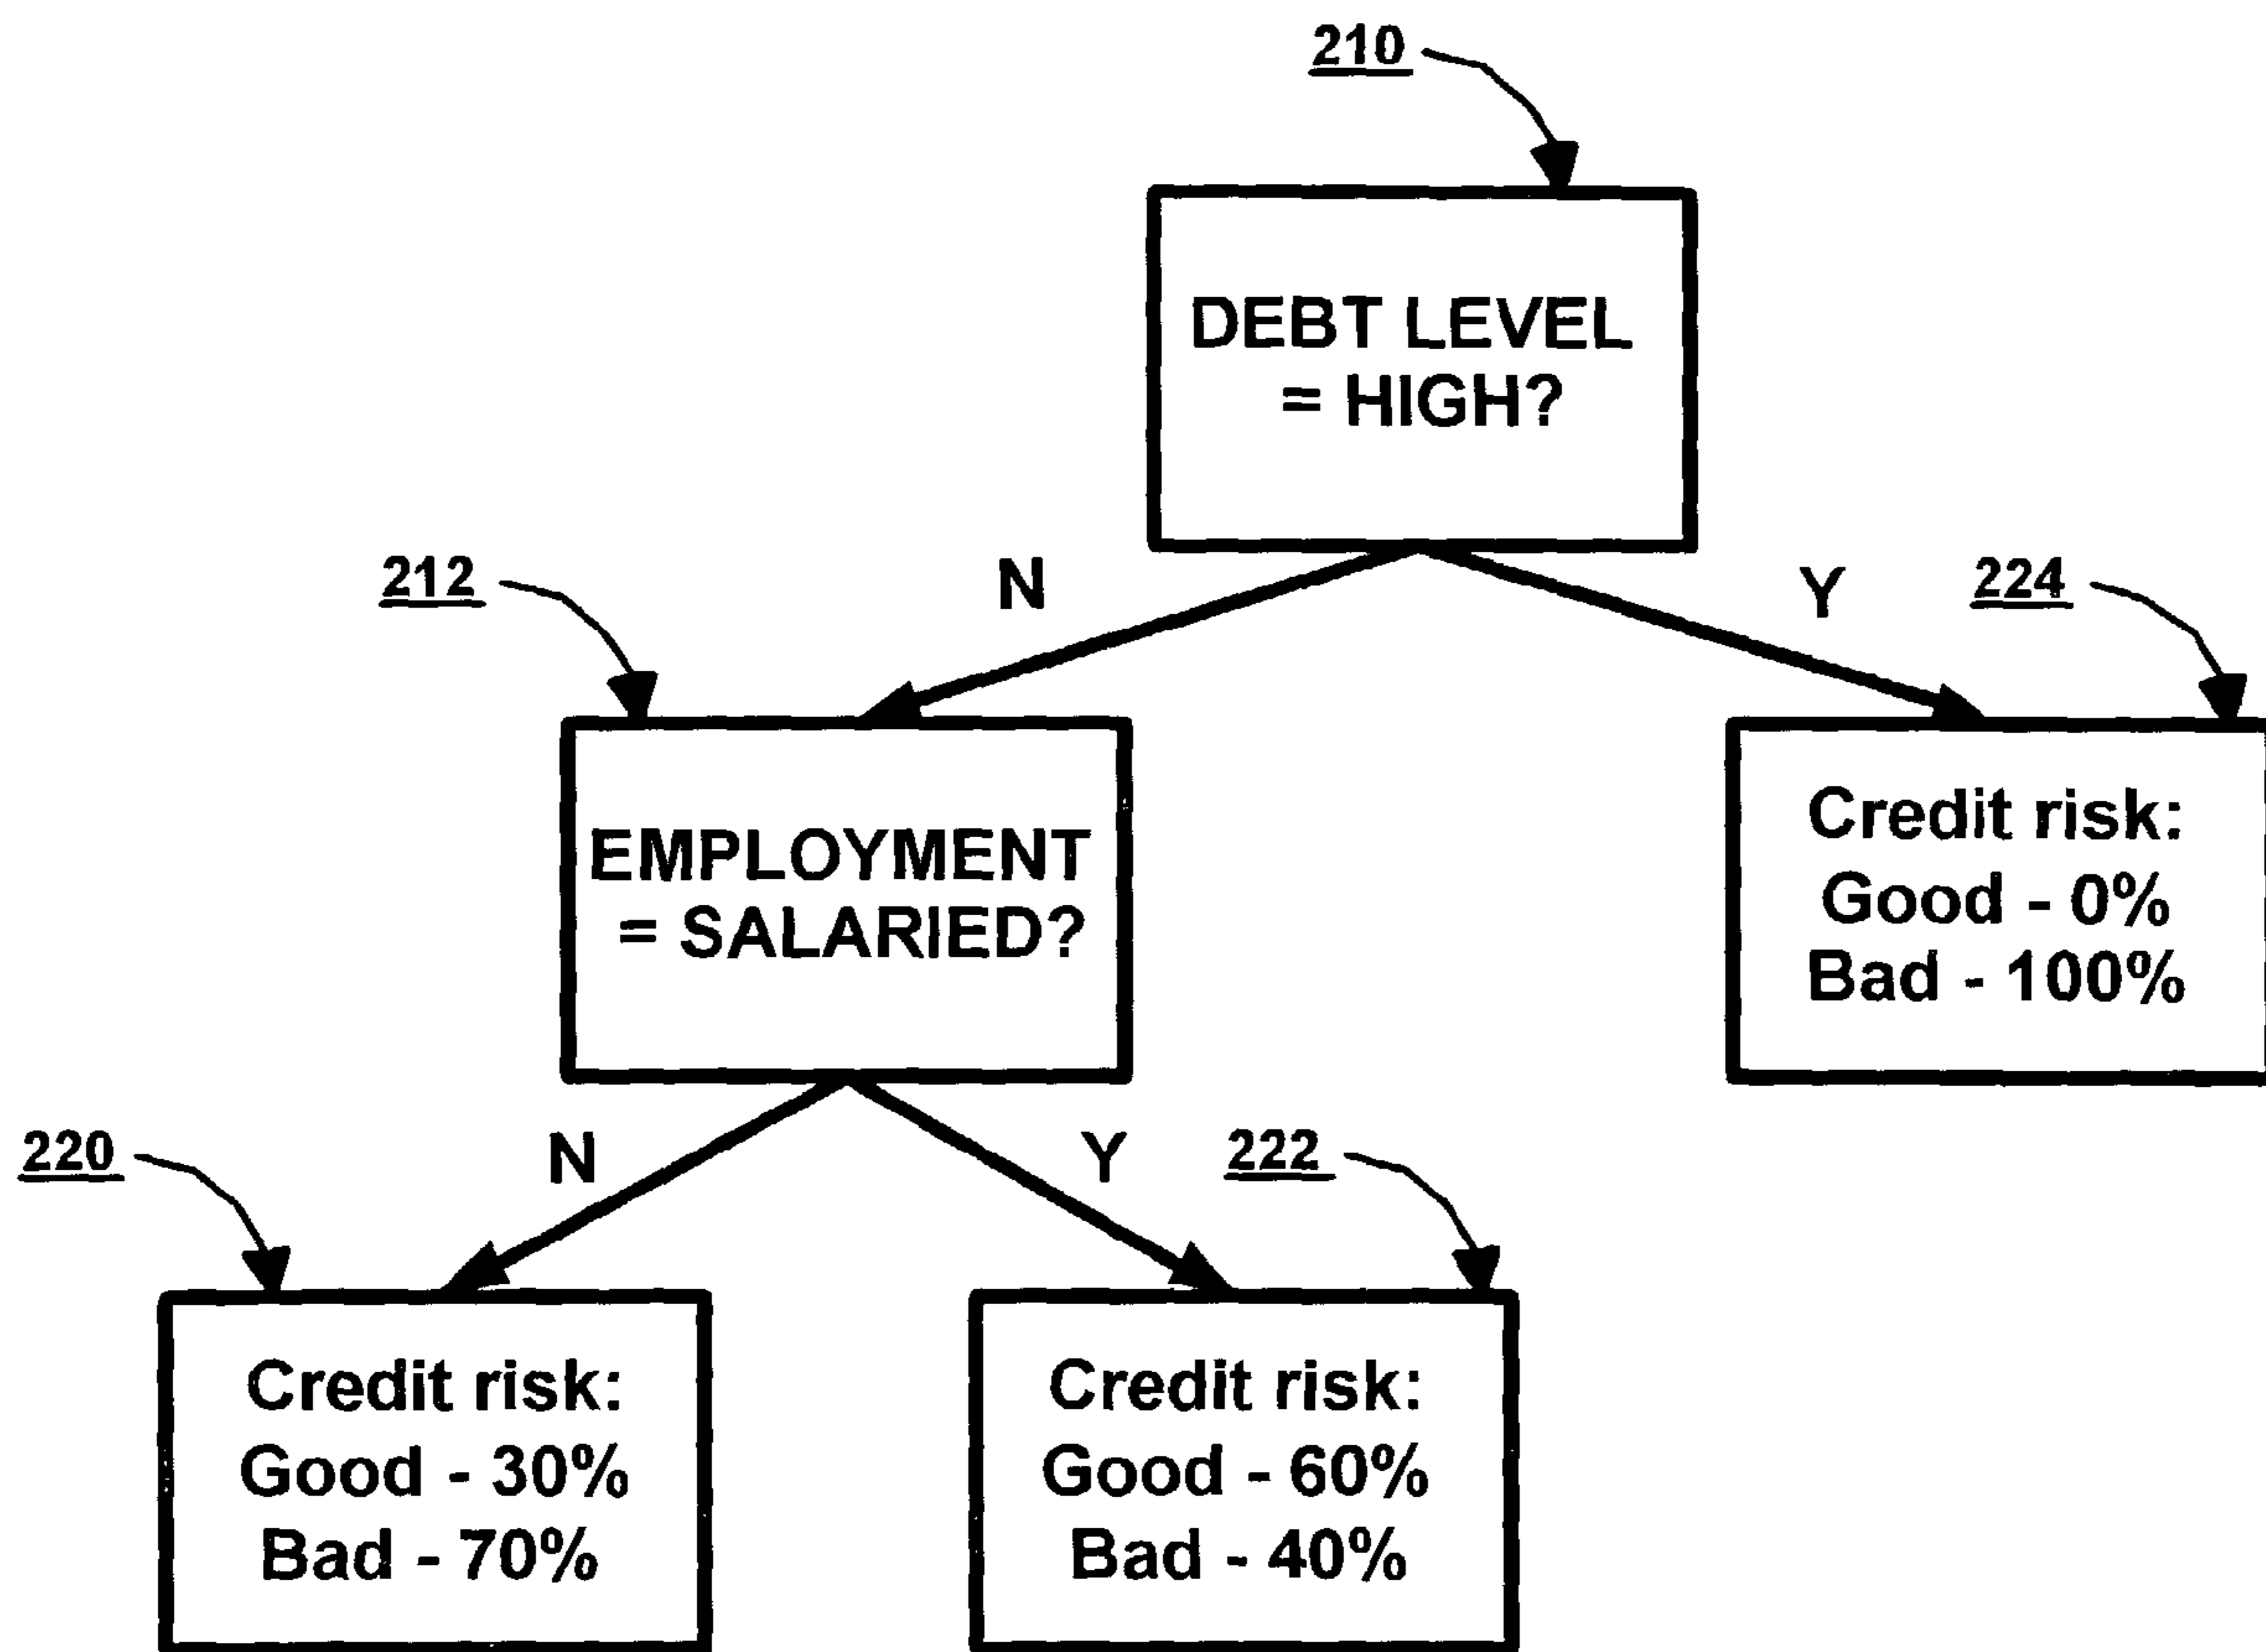 210
DEBT LEVEL
= HIGH?
N
Y
212
224
EMPLOYMENT
= SALARIED?
Credit risk:
Good - 0%
Bad - 100%
N
Y
220
222
Credit risk:
Good - 30%
Bad - 70%
Credit risk:
Good - 60%
Bad - 40%